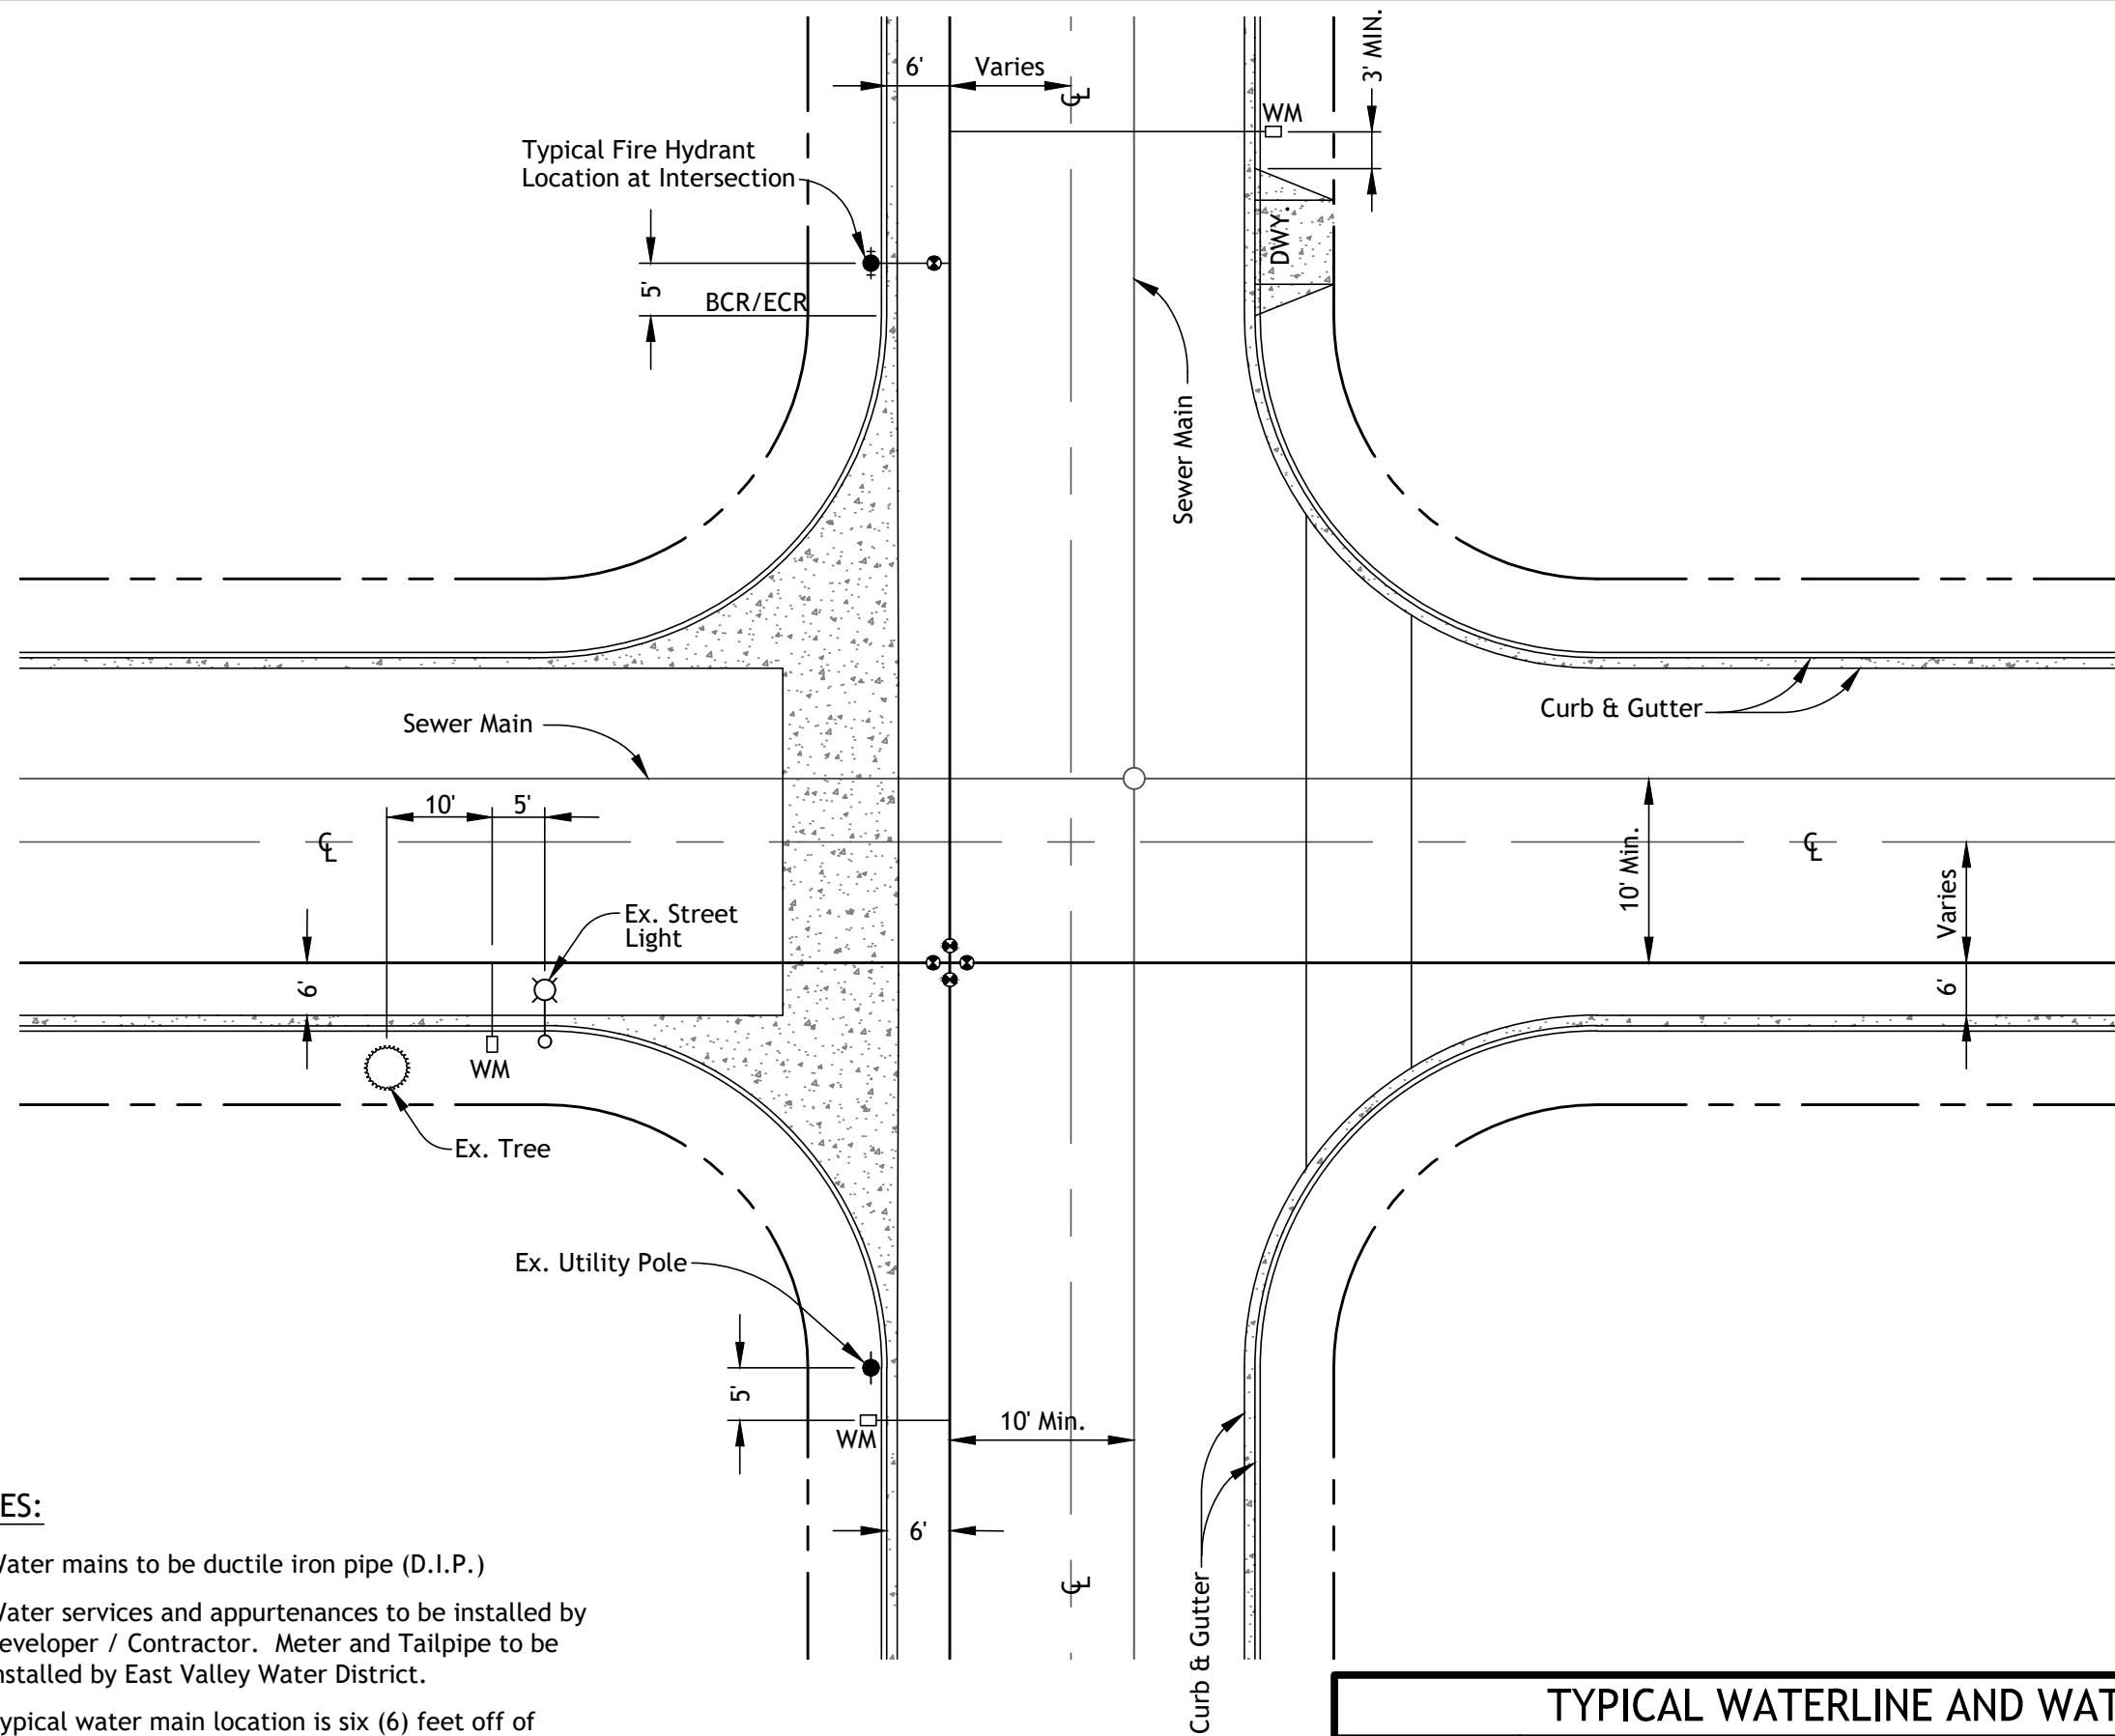 3' MIN.
6'
Varies
℄
WM
Typical Fire Hydrant
Location at Intersection
DWY.
5'
BCR/ECR
Sewer Main
Curb & Gutter
Sewer Main
10'
5'
℄
10' Min.
℄
Varies
Ex. Street
Light
6'
6'
WM
Ex. Tree
Ex. Utility Pole
5'
10' Min.
WM
6'
℄
Curb & Gutter
ES:
Water mains to be ductile iron pipe (D.I.P.)
Water services and appurtenances to be installed by
eveloper / Contractor. Meter and Tailpipe to be
nstalled by East Valley Water District.
ypical water main location is six (6) feet off of
TYPICAL WATERLINE AND WAT